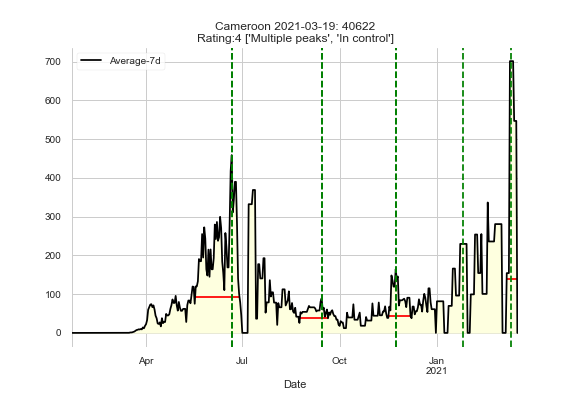 Cameroon 2021-03-19: 40622
Rating:4 ['Multiple peaks', 'In control']
Average-7d
700
600
500
400
300
200
100
0
Apr
Jul
Oct
Jan
2021
Date